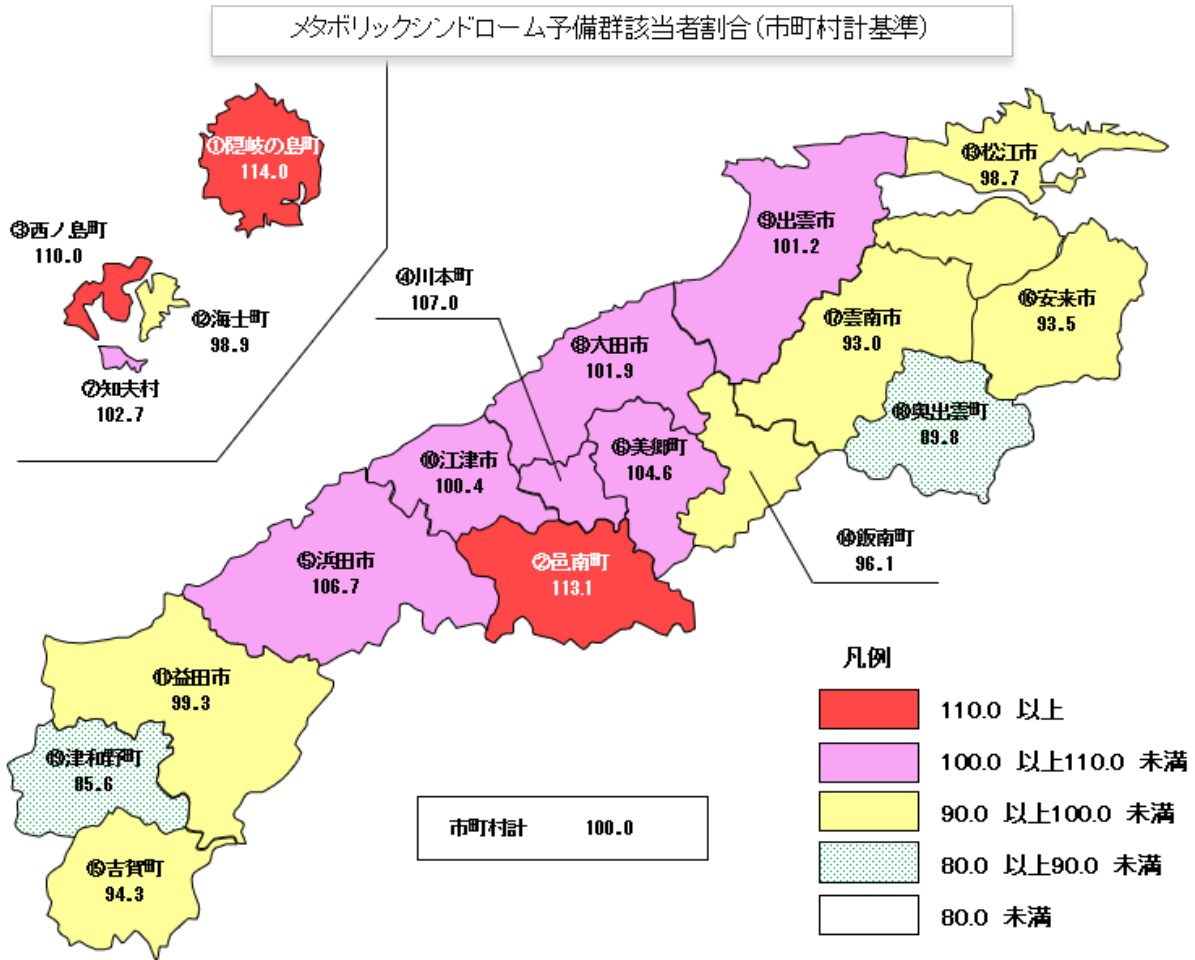 メタボリックシンドローム予備群該当者割合(市町村計基準)
①隠岐の島町
114.0
③西ノ島町
110.0
⑫海士町
98.9
⑦知夫村
102.7
④川本町
107.0
⑬松江市
98.7
⑨出雲市
101.2
⑯安来市
93.5
⑰雲南市
93.0
⑱奥出雲町
89.8
⑧大田市
101.9
⑥美郷町
104.6
⑩江津市
100.4
⑭飯南町
96.1
⑤浜田市
106.7
②邑南町
113.1
⑪益田市
99.3
⑲津和野町
85.6
⑮吉賀町
94.3
市町村計 100.0
凡例
110.0 以上
100.0 以上110.0 未満
90.0 以上100.0 未満
80.0 以上90.0 未満
80.0 未満